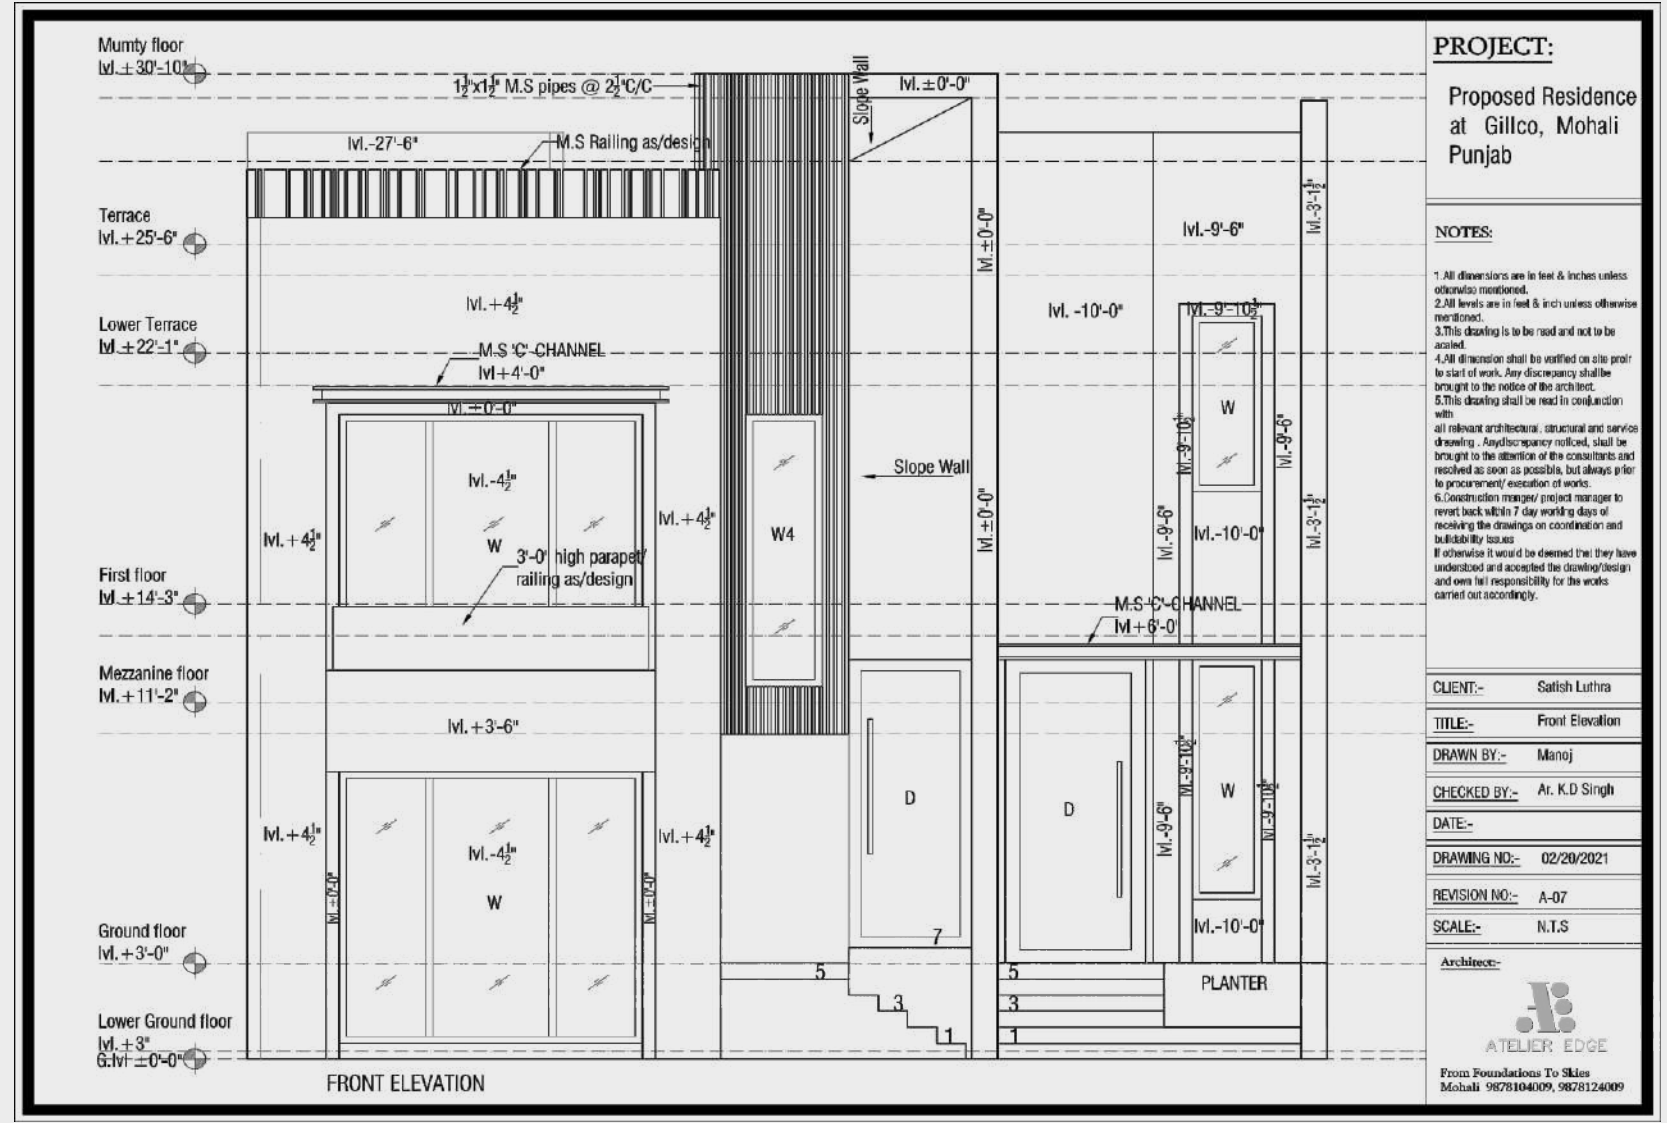 Mumty floor
lvl.+30'-10"
1½"x1½" M.S pipes @ 2½"C/C
Slope Wall
lvl.±0'-0"
lvl.-27'-6"
M.S Railing as/design
Terrace
lvl.+25'-6"
lvl.±0'-0"
lvl.-9'-6"
lvl.-3'-1½"
lvl.+4½"
lvl. -10'-0"
lvl.-9'-10½"
Lower Terrace
lvl.+22'-1"
M.S 'C'-CHANNEL
lvl+4'-0"
lvl.±0'-0"
W
lvl.-9'-10½"
lvl.-9'-6"
Slope Wall
lvl.-4½"
lvl.+4½"
lvl.+4½"
W
W4
lvl.±0'-0"
lvl.-9'-6"
lvl.-10'-0"
lvl.-3'-1½"
3'-0" high parapet/
railing as/design
First floor
lvl.+14'-3"
M.S 'C'-CHANNEL
lvl+6'-0"
Mezzanine floor
lvl.+11'-2"
lvl.+3'-6"
D
D
W
lvl.-9'-10½"
lvl.-9'-6"
lvl.-9'-10½"
lvl.-3'-1½"
lvl.+4½"
lvl.-4½"
lvl.+4½"
W
lvl.±0'-0"
lvl.±0'-0"
lvl.-10'-0"
Ground floor
lvl.+3'-0"
7
5
3
1
5
3
1
PLANTER
Lower Ground floor
lvl.+3"
G.lvl ±0'-0"
FRONT ELEVATION
PROJECT:
Proposed Residence
at Gillco, Mohali
Punjab
NOTES:
1.All dimensions are in feet & inches unless
otherwise mentioned.
2.All levels are in feet & inch unless otherwise
mentioned.
3.This drawing is to be read and not to be
scaled.
4.All dimension shall be verified on site proir
to start of work. Any discrepancy shallbe
brought to the notice of the architect.
5.This drawing shall be read in conjunction
with
all relevant architectural, structural and service
drawing . Anydiscrepancy noticed, shall be
brought to the attention of the consultants and
resolved as soon as possible, but always prior
to procurement/ execution of works.
6.Construction manger/ project manager to
revert back within 7 day working days of
receiving the drawings on coordination and
buildability issues
If otherwise it would be deemed that they have
understood and accepted the drawing/design
and own full responsibility for the works
carried out accordingly.
CLIENT:- Satish Luthra
TITLE:- Front Elevation
DRAWN BY:- Manoj
CHECKED BY:- Ar. K.D Singh
DATE:-
DRAWING NO:- 02/20/2021
REVISION NO:- A-07
SCALE:- N.T.S
Architect:-
ATELIER EDGE
From Foundations To Skies
Mohali 9878104009, 9878124009